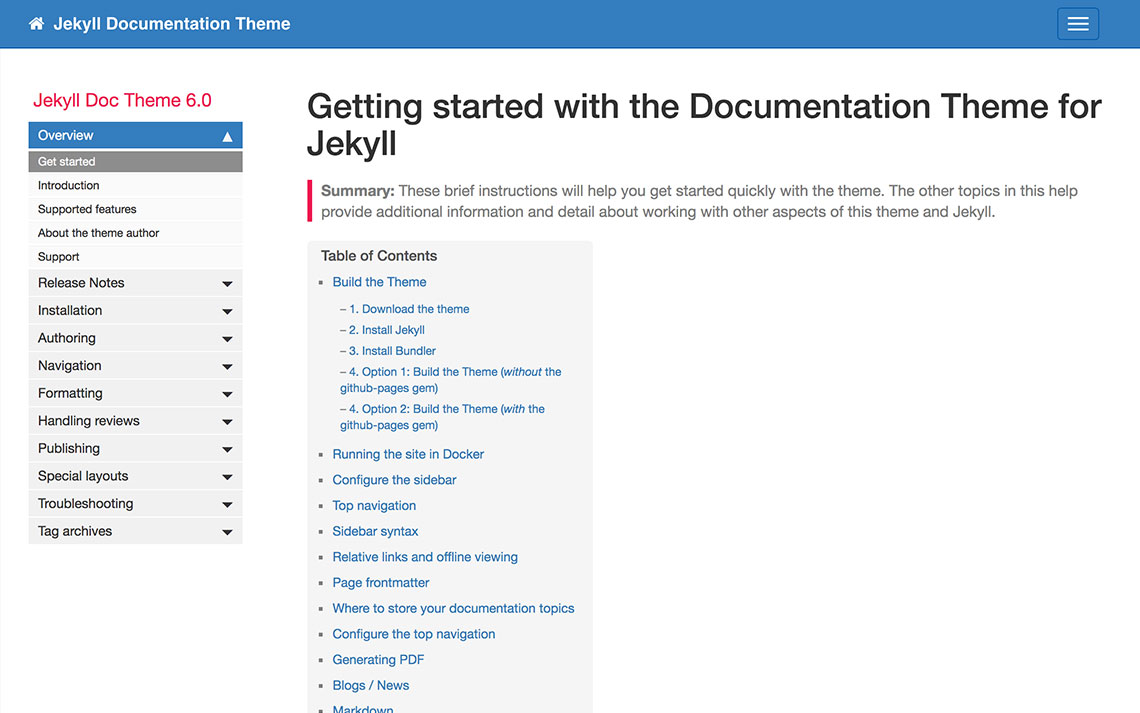 Jekyll Documentation Theme
Jekyll Doc Theme 6.0
Overview
Get started
Introduction
Supported features
About the theme author
Support
Release Notes
Installation
Authoring
Navigation
Formatting
Handling reviews
Publishing
Special layouts
Troubleshooting
Tag archives
Getting started with the Documentation Theme for
Jekyll
Summary: These brief instructions will help you get started quickly with the theme. The other topics in this help
provide additional information and detail about working with other aspects of this theme and Jekyll.
Table of Contents
Build the Theme
– 1. Download the theme
– 2. Install Jekyll
– 3. Install Bundler
– 4. Option 1: Build the Theme (without the
github-pages gem)
– 4. Option 2: Build the Theme (with the
github-pages gem)
Running the site in Docker
Configure the sidebar
Top navigation
Sidebar syntax
Relative links and offline viewing
Page frontmatter
Where to store your documentation topics
Configure the top navigation
Generating PDF
Blogs / News
Markdown